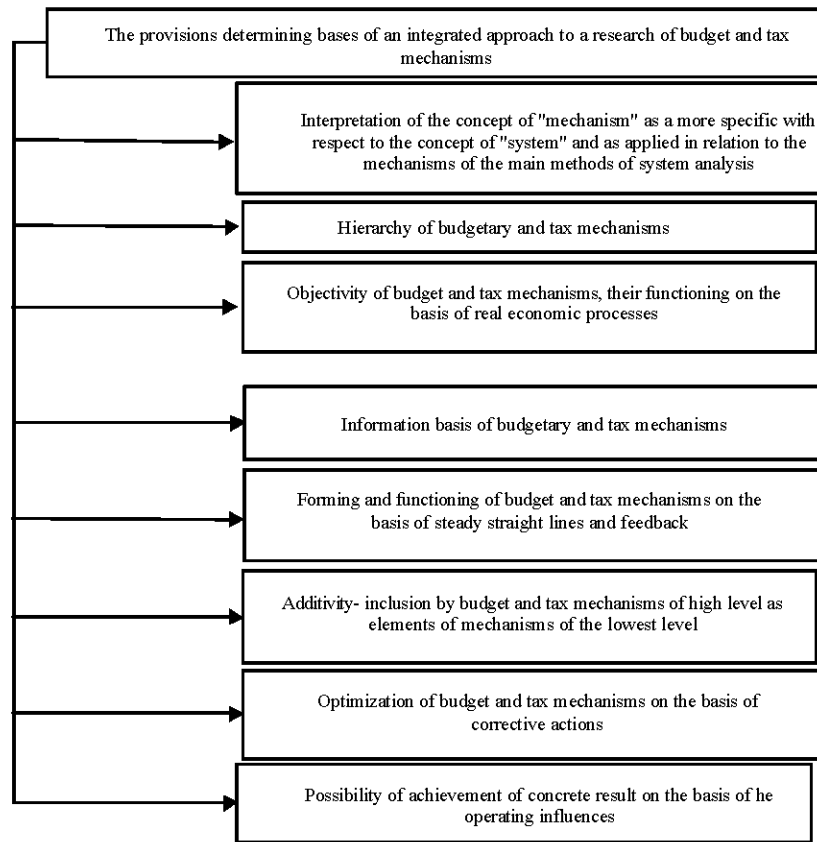 The provisions determining bases of an integrated approach to a research of budget and tax
mechanisms
Interpretation of the concept of "mechanism" as a more specific with
respect to the concept of "system" and as applied in relation to the
mechanisms of the main methods of system analysis
Hierarchy of budgetary and tax mechanisms
Objectivity of budget and tax mechanisms, their functioning on the
basis of real economic processes
Information basis of budgetary and tax mechanisms
Forming and functioning of budget and tax mechanisms on the
basis of steady straight lines and feedback
Additivity- inclusion by budget and tax mechanisms of high level as
elements of mechanisms of the lowest level
Optimization of budget and tax mechanisms on the basis of
corrective actions
Possibility of achievement of concrete result on the basis of he
operating influences